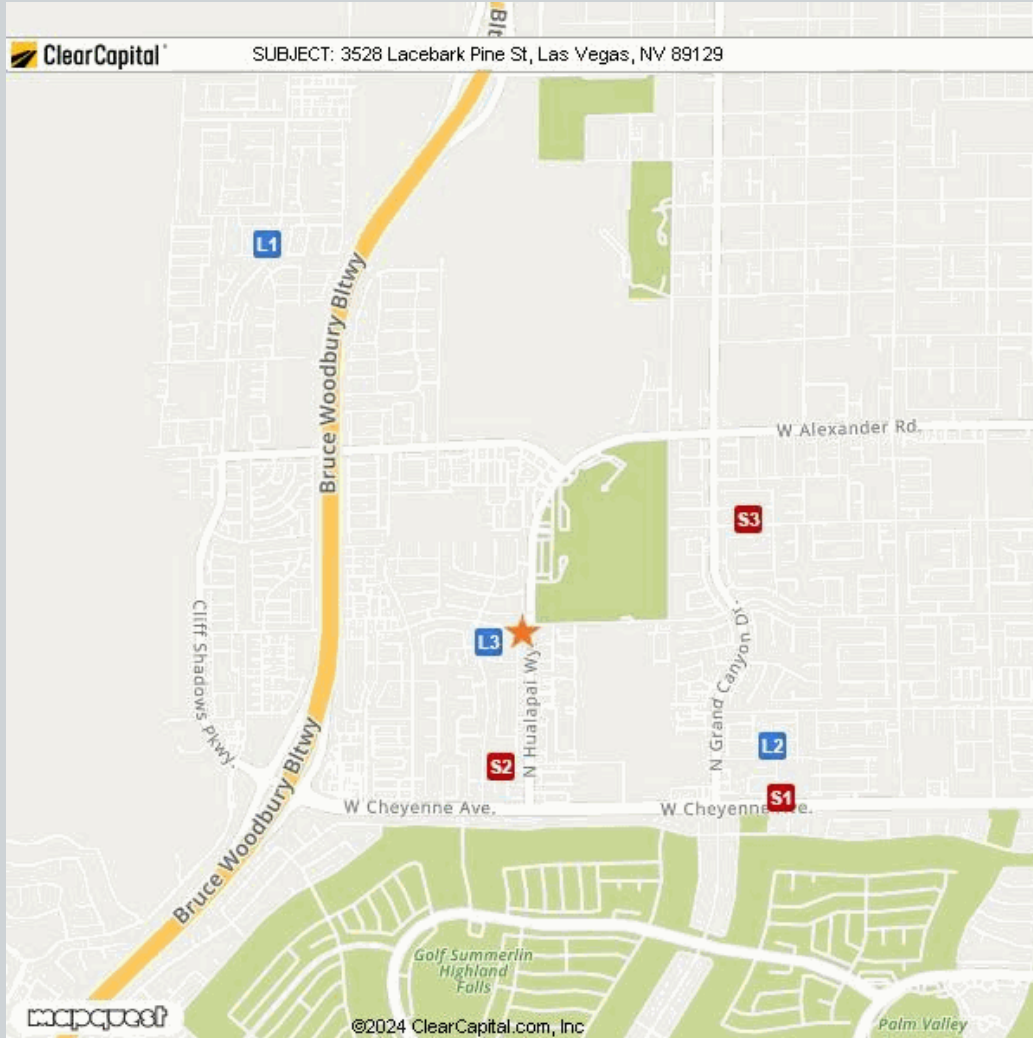 Blt
ClearCapital
SUBJECT: 3528 Lacebark Pine St, Las Vegas, NV 89129
L1
Bruce Woodbury Bltwy
W Alexander Rd.
S3
Cliff Shadows Pkwy.
L3
N Hualapai Wy
N Grand Canyon Dr.
L2
S2
S1
W Cheyenne Ave.
W Cheyenne
Bruce Woodbury Bltwy
Golf Summerlin
Highland
Falls
mapquest
©2024 ClearCapital.com, Inc
Palm Valley